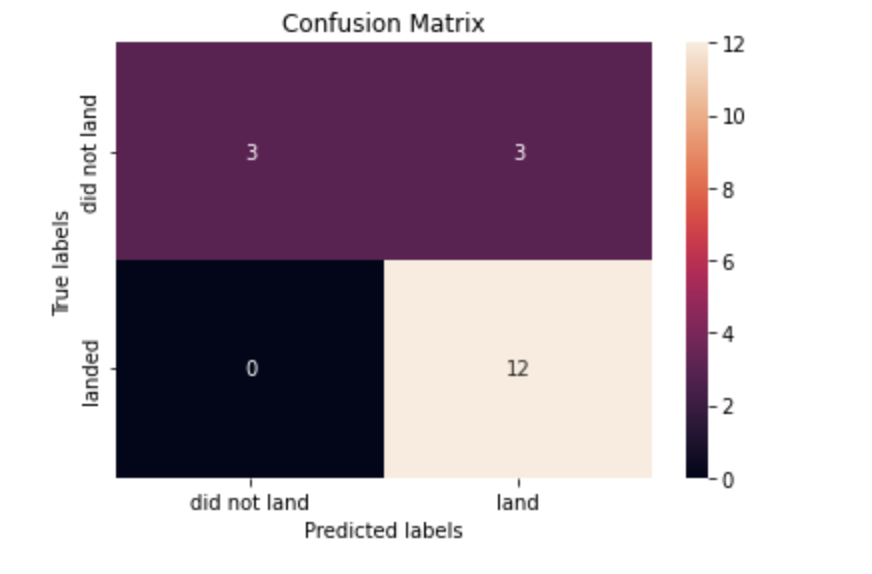 Confusion Matrix
True labels
did not land
landed
3
3
0
12
did not land
land
Predicted labels
12
10
8
6
4
2
0